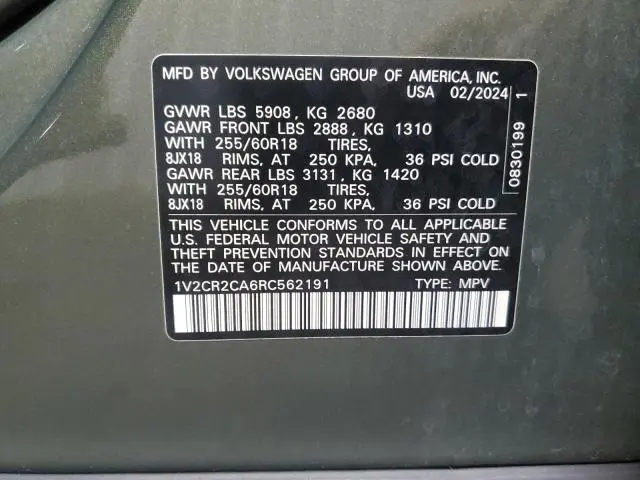 MFD BY VOLKSWAGEN GROUP OF AMERICA, INC.
USA 02/2024
GVWR LBS 5908, KG 2680
GAWR FRONT LBS 2888, KG 1310
WITH 255/60R18 TIRES,
8JX18 RIMS, AT 250 KPA, 36 PSI COLD
GAWR REAR LBS 3131, KG 1420
WITH 255/60R18 TIRES,
8JX18 RIMS, AT 250 KPA, 36 PSI COLD
THIS VEHICLE CONFORMS TO ALL APPLICABLE
U.S. FEDERAL MOTOR VEHICLE SAFETY AND
THEFT PREVENTION STANDARDS IN EFFECT ON
THE DATE OF MANUFACTURE SHOWN ABOVE.
1V2CR2CA6RC562191 TYPE: MPV
0830199 1